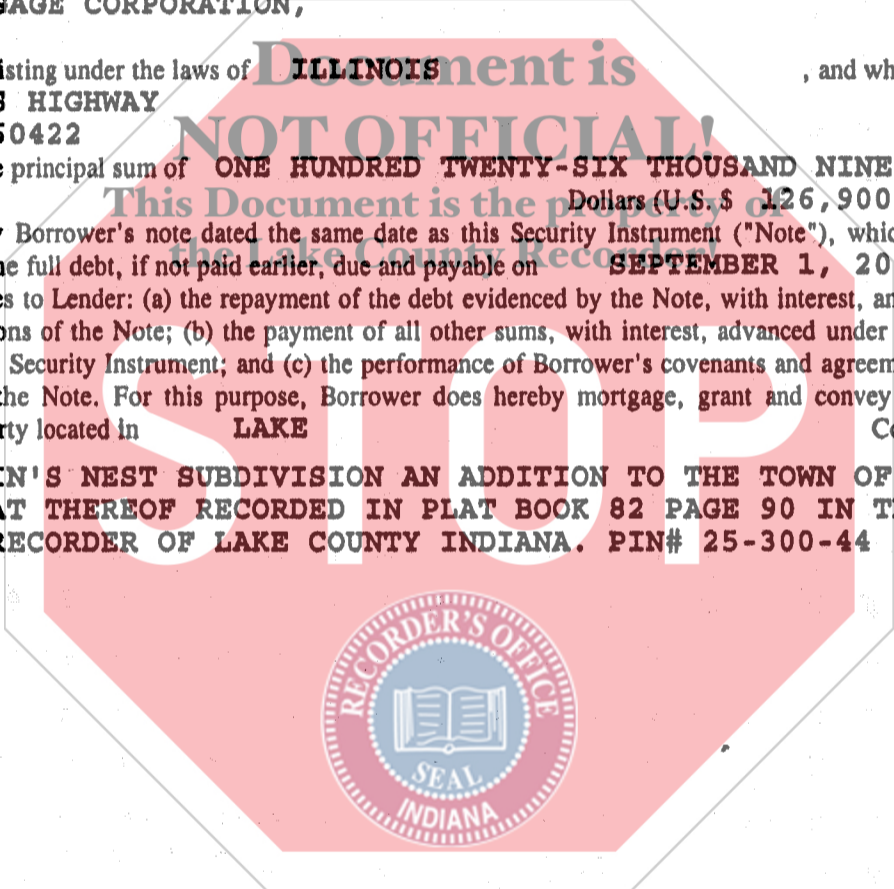 GAGE CORPORATION,
Document is
isting under the laws of ILLINOIS , and wh
S HIGHWAY
NOT OFFICIAL!
60422
principal sum of ONE HUNDRED TWENTY-SIX THOUSAND NINE
This Document is the property of
Dollars (U.S. $ 126,900
Borrower's note dated the same date as this Security Instrument ("Note"), whic
the Lake County Recorder!
e full debt, if not paid earlier, due and payable on SEPTEMBER 1, 20
es to Lender: (a) the repayment of the debt evidenced by the Note, with interest, an
ons of the Note; (b) the payment of all other sums, with interest, advanced under
Security Instrument; and (c) the performance of Borrower's covenants and agreem
the Note. For this purpose, Borrower does hereby mortgage, grant and convey
rty located in LAKE Co
STOP
N'S NEST SUBDIVISION AN ADDITION TO THE TOWN OF
AT THEREOF RECORDED IN PLAT BOOK 82 PAGE 90 IN T
RECORDER OF LAKE COUNTY INDIANA. PIN# 25-300-44
RECORDER'S OFFICE
SEAL
INDIANA